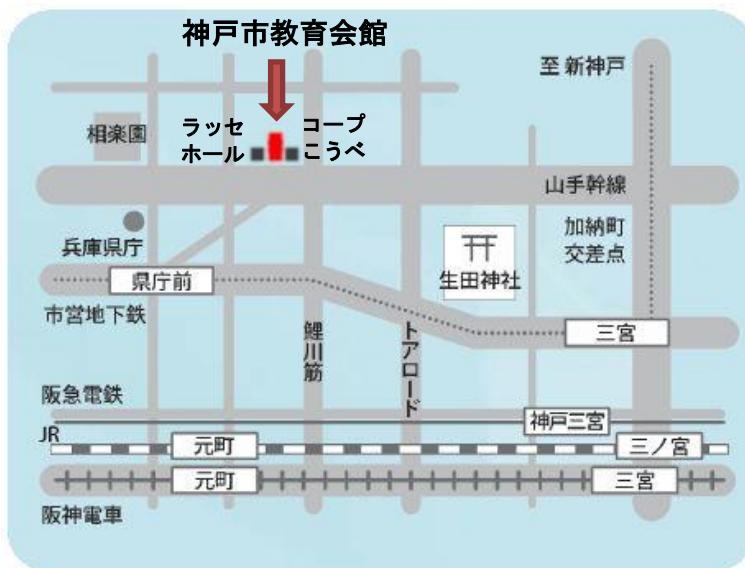 神戸市教育会館
至 新神戸
相楽園
ラッセ
ホール
コープ
こうべ
山手幹線
兵庫県庁
加納町
交差点
生田神社
県庁前
市営地下鉄
鯉川筋
トアロード
三宮
阪急電鉄
神戸三宮
JR
元町
三ノ宮
元町
三宮
阪神電車